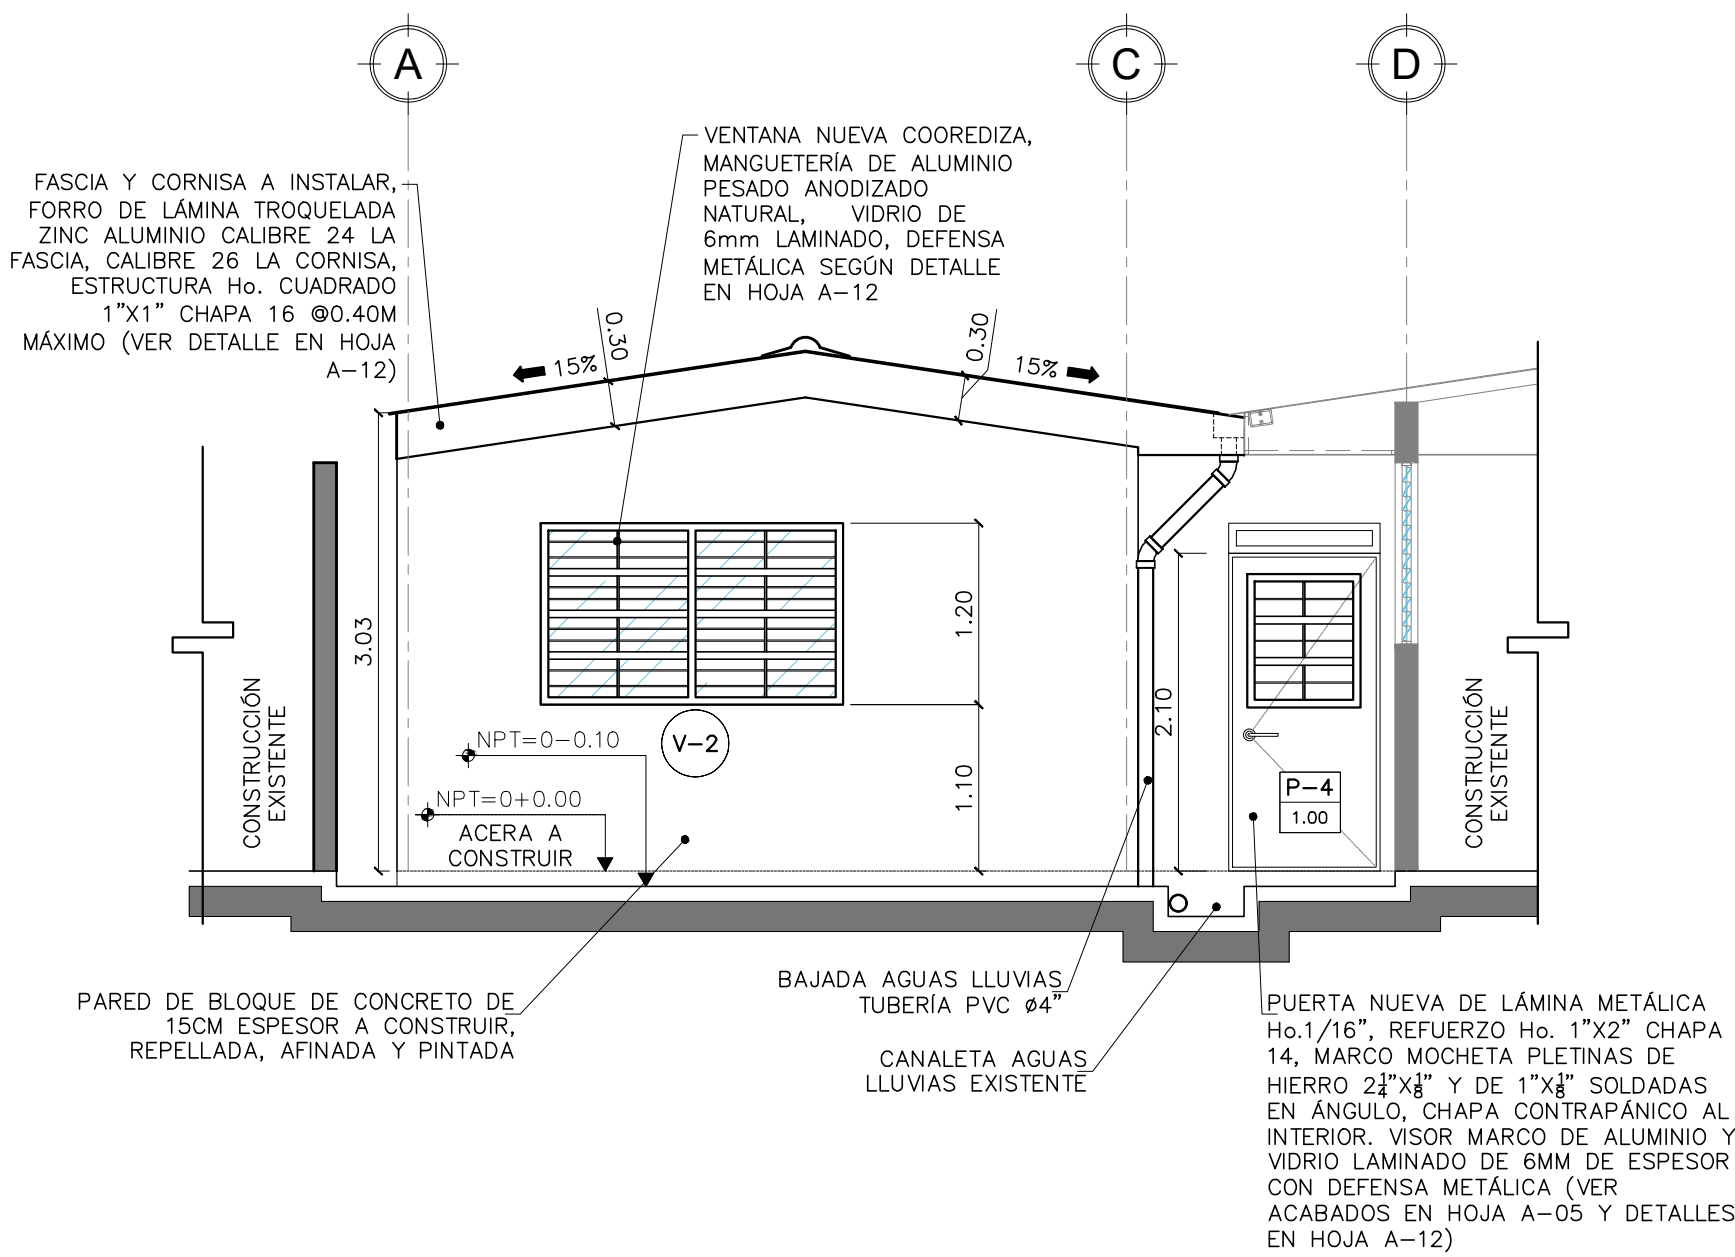 A
C
D
FASCIA Y CORNISA A INSTALAR,
FORRO DE LÁMINA TROQUELADA
ZINC ALUMINIO CALIBRE 24 LA
FASCIA, CALIBRE 26 LA CORNISA,
ESTRUCTURA Ho. CUADRADO
1”X1” CHAPA 16 @0.40M
MÁXIMO (VER DETALLE EN HOJA
A-12)
VENTANA NUEVA COOREDIZA,
MANGUETERÍA DE ALUMINIO
PESADO ANODIZADO
NATURAL, VIDRIO DE
6mm LAMINADO, DEFENSA
METÁLICA SEGÚN DETALLE
EN HOJA A-12
15%
0.30
0.30
15%
3.03
1.20
1.10
2.10
CONSTRUCCIÓN
EXISTENTE
NPT=0-0.10
V-2
NPT=0+0.00
ACERA A
CONSTRUIR
P-4
1.00
CONSTRUCCIÓN
EXISTENTE
PARED DE BLOQUE DE CONCRETO DE
15CM ESPESOR A CONSTRUIR,
REPELLADA, AFINADA Y PINTADA
BAJADA AGUAS LLUVIAS
TUBERÍA PVC ø4”
CANALETA AGUAS
LLUVIAS EXISTENTE
PUERTA NUEVA DE LÁMINA METÁLICA
Ho.1/16”, REFUERZO Ho. 1”X2” CHAPA
14, MARCO MOCHETA PLETINAS DE
HIERRO 2¼”X⅛” Y DE 1”X⅛” SOLDADAS
EN ÁNGULO, CHAPA CONTRAPÁNICO AL
INTERIOR. VISOR MARCO DE ALUMINIO Y
VIDRIO LAMINADO DE 6MM DE ESPESOR
CON DEFENSA METÁLICA (VER
ACABADOS EN HOJA A-05 Y DETALLES
EN HOJA A-12)